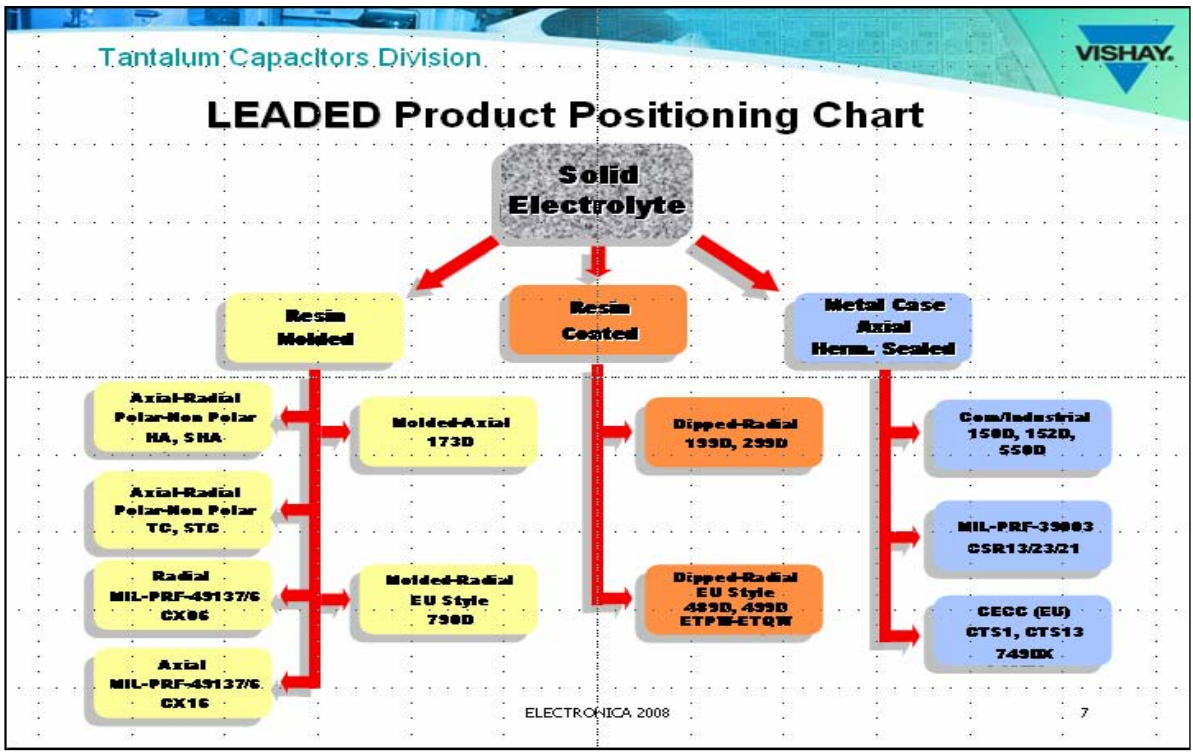 Tantalum Capacitors Division
VISHAY.
LEADED Product Positioning Chart
Solid
Electrolyte
Resin
Molded
Resin
Coated
Metal Case
Axial
Herm. Sealed
Axial-Radial
Polar-Non Polar
HA, SHA
Molded-Axial
173D
Dipped-Radial
199D, 299D
Com/Industrial
150D, 152D,
550D
Axial-Radial
Polar-Non Polar
TC, STC
MIL-PRF-39003
CSR13/23/21
Radial
MIL-PRF-49137/6
CX06
Molded-Radial
EU Style
790D
Dipped-Radial
EU Style
489D, 499D
ETPW-ETQW
CECC (EU)
CTS1, CTS13
749DX
Axial
MIL-PRF-49137/6
CX16
ELECTRONICA 2008
7